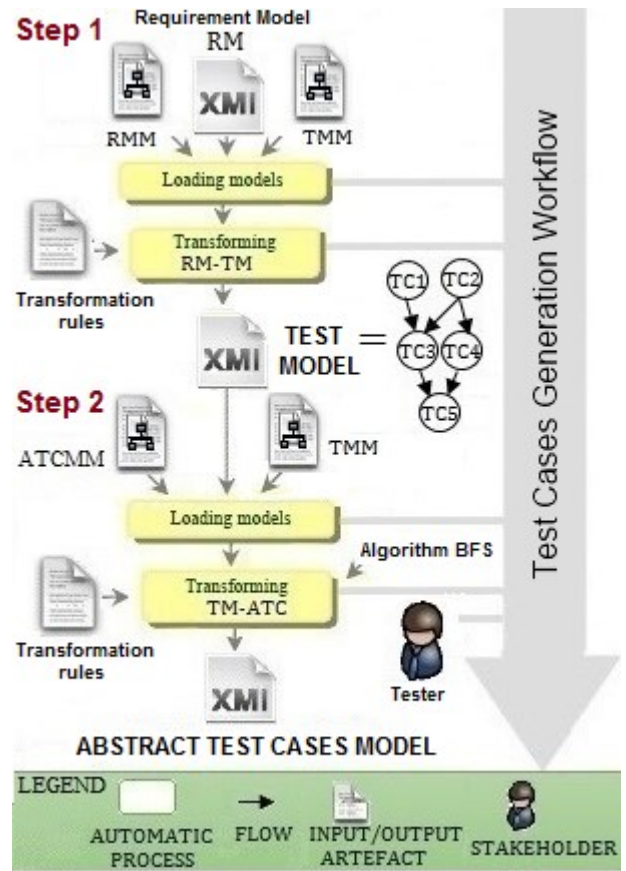 Step 1
Requirement Model
RM
XMI
RMM
TMM
Loading models
Transforming
RM-TM
Transformation
rules
XMI
TEST
MODEL
=
TC1
TC2
TC3
TC4
TC5
Step 2
ATCMM
TMM
Loading models
Algorithm BFS
Transforming
TM-ATC
Transformation
rules
XMI
Tester
ABSTRACT TEST CASES MODEL
Test Cases Generation Workflow
LEGEND
AUTOMATIC
PROCESS
FLOW
INPUT/OUTPUT
ARTEFACT
STAKEHOLDER